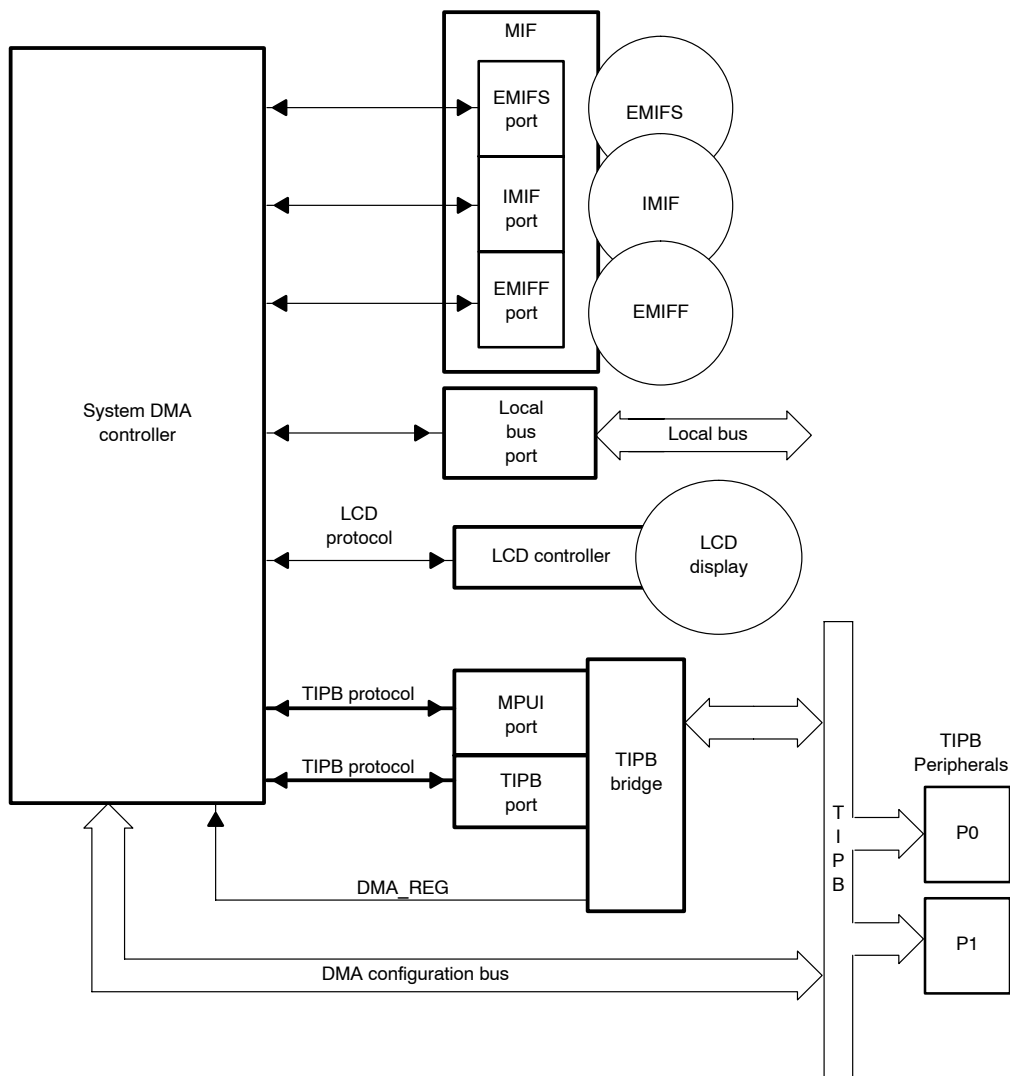 MIF
EMIFS
port
EMIFS
IMIF
port
IMIF
EMIFF
port
EMIFF
System DMA
controller
Local
bus
port
Local bus
LCD
protocol
LCD controller
LCD
display
TIPB protocol
MPUI
port
TIPB protocol
TIPB
port
TIPB
bridge
TIPB
Peripherals
T
I
P
B
P0
P1
DMA_REG
DMA configuration bus